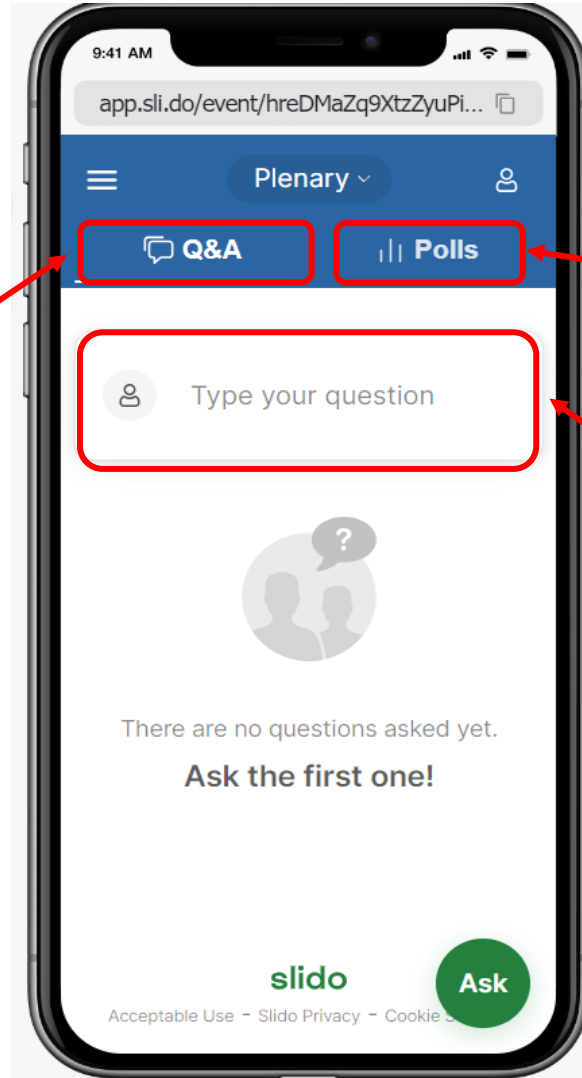 9:41 AM
app.sli.do/event/hreDMaZq9XtzZyuPi...
Plenary
Q&A
Polls
Type your question
?
There are no questions asked yet.
Ask the first one!
slido
Ask
Acceptable Use - Slido Privacy - Cookie